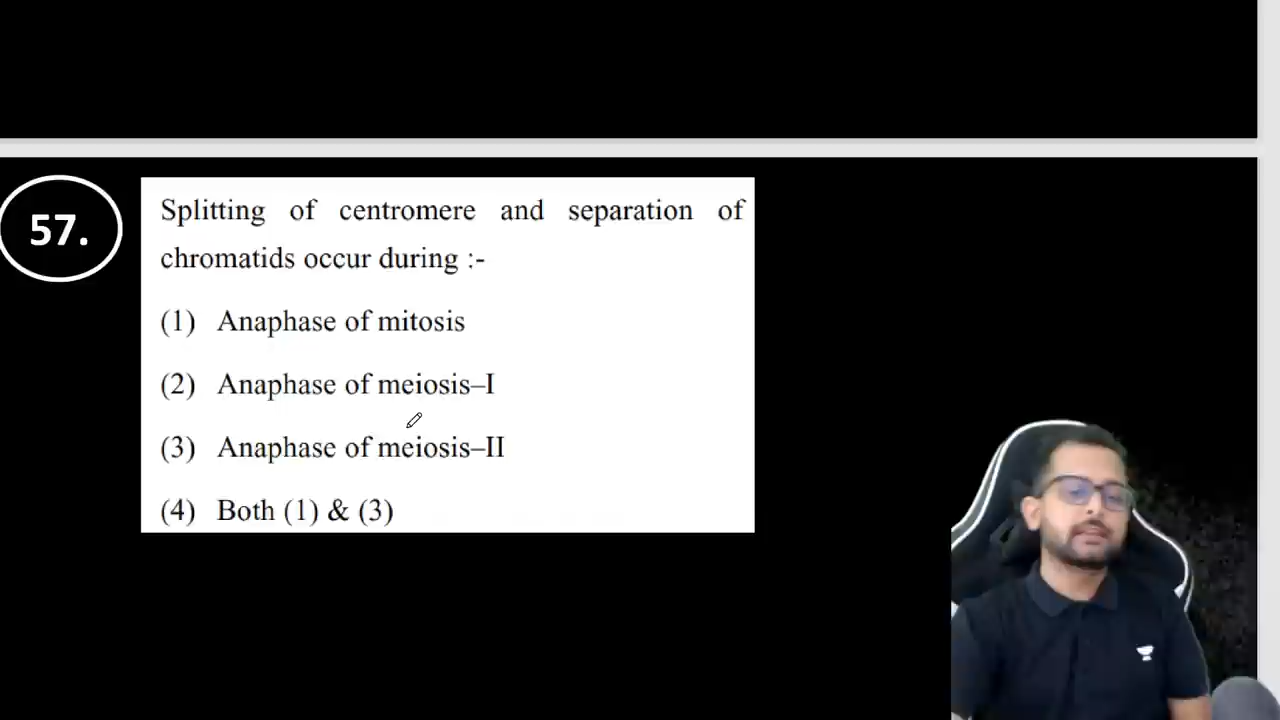 57.
Splitting of centromere and separation of
chromatids occur during :-
(1) Anaphase of mitosis
(2) Anaphase of meiosis–I
(3) Anaphase of meiosis–II
(4) Both (1) & (3)